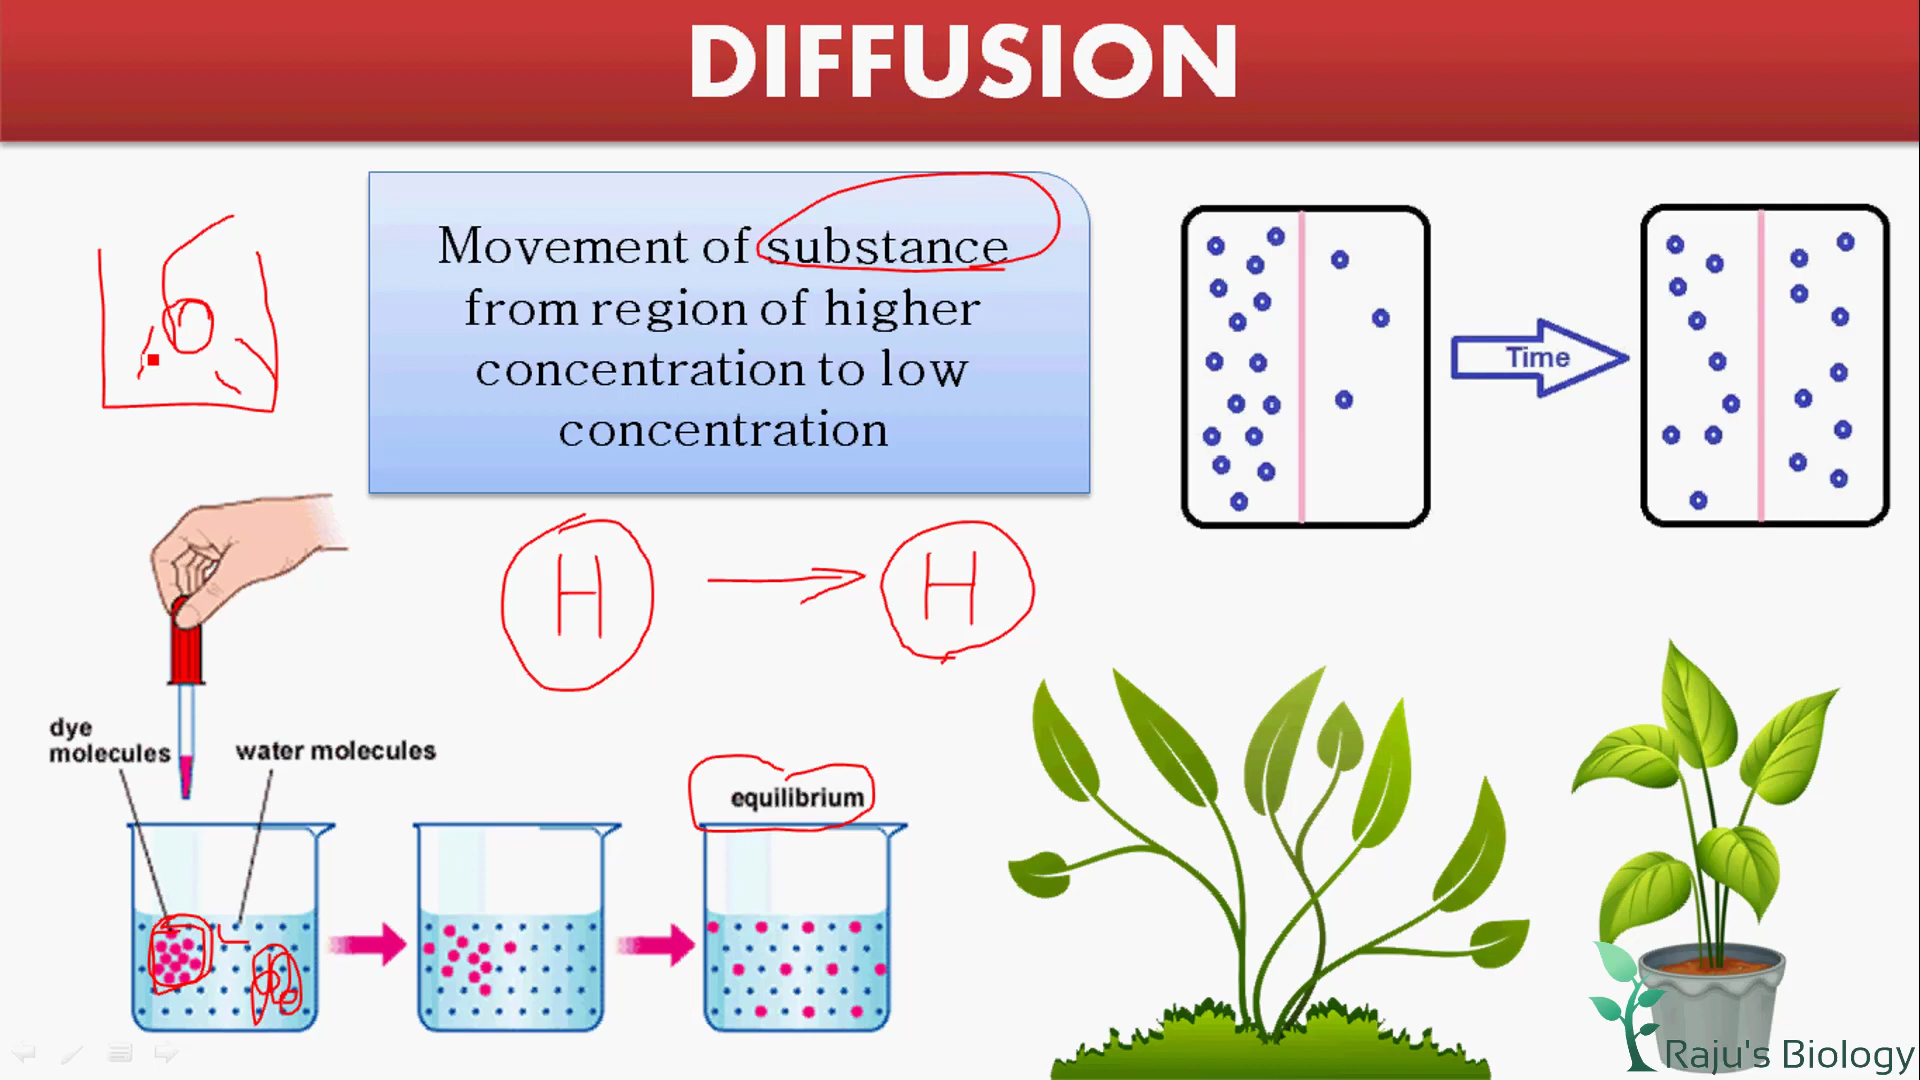 DIFFUSION
Movement of substance
from region of higher
concentration to low
concentration
Time
H
H
dye
molecules
water molecules
equilibrium
Raju's Biology